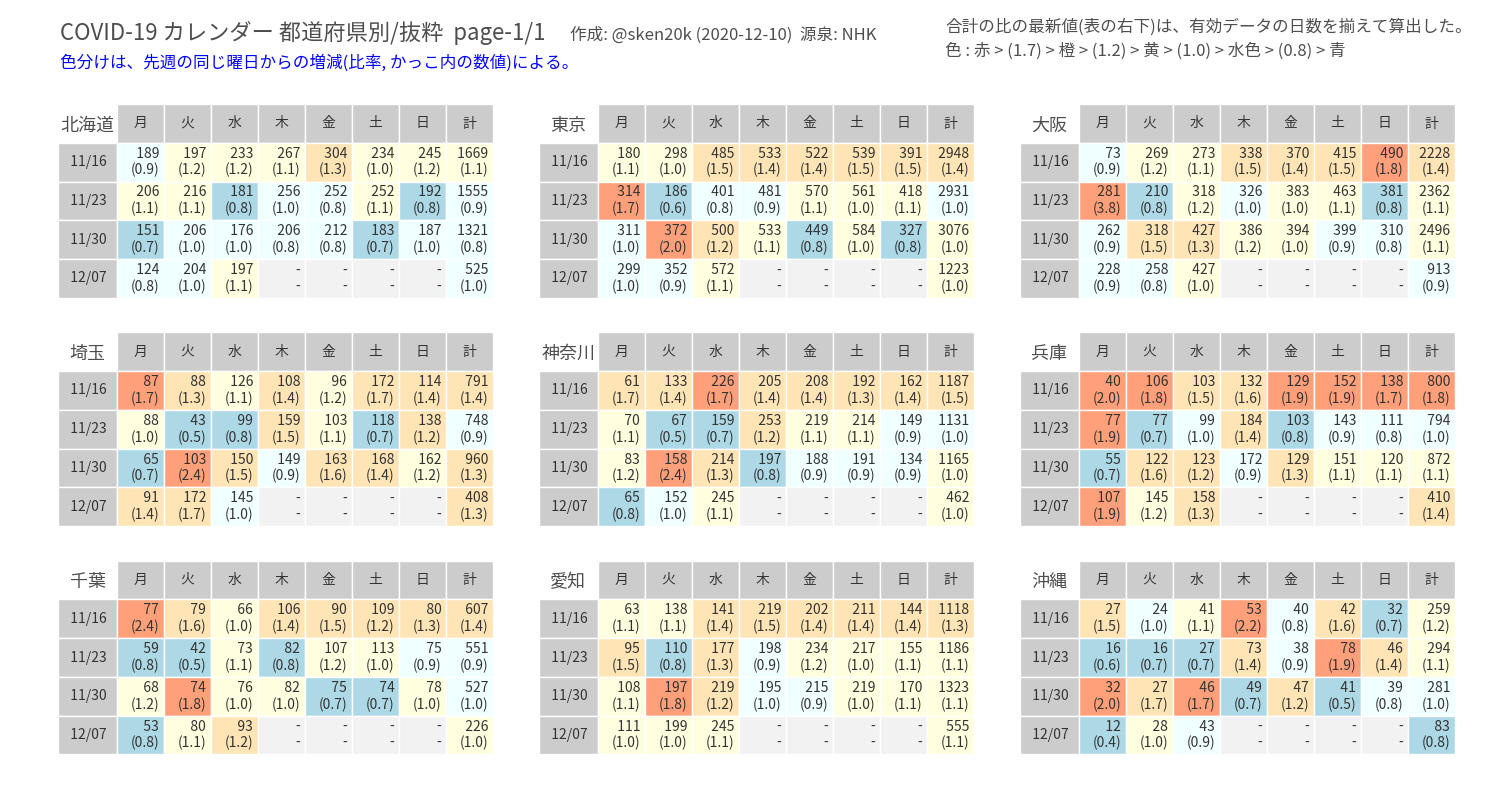 COVID-19 カレンダー 都道府県別/抜粋 page-1/1 作成: @sken20k (2020-12-10) 源泉: NHK
色分けは、先週の同じ曜日からの増減(比率, かっこ内の数値)による。
合計の比の最新値(表の右下)は、有効データの日数を揃えて算出した。
色 : 赤 > (1.7) > 橙 > (1.2) > 黄 > (1.0) > 水色 > (0.8) > 青
北海道 月 火 水 木 金 土 日 計
11/16 189 197 233 267 304 234 245 1669
(0.9) (1.2) (1.2) (1.1) (1.3) (1.0) (1.2) (1.1)
11/23 206 216 181 256 252 252 192 1555
(1.1) (1.1) (0.8) (1.0) (0.8) (1.1) (0.8) (0.9)
11/30 151 206 176 206 212 183 187 1321
(0.7) (1.0) (1.0) (0.8) (0.8) (0.7) (1.0) (0.8)
12/07 124 204 197 - - - - 525
(0.8) (1.0) (1.1) - - - - (1.0)
東京 月 火 水 木 金 土 日 計
11/16 180 298 485 533 522 539 391 2948
(1.1) (1.0) (1.5) (1.4) (1.4) (1.5) (1.5) (1.4)
11/23 314 186 401 481 570 561 418 2931
(1.7) (0.6) (0.8) (0.9) (1.1) (1.0) (1.1) (1.0)
11/30 311 372 500 533 449 584 327 3076
(1.0) (2.0) (1.2) (1.1) (0.8) (1.0) (0.8) (1.0)
12/07 299 352 572 - - - - 1223
(1.0) (0.9) (1.1) - - - - (1.0)
大阪 月 火 水 木 金 土 日 計
11/16 73 269 273 338 370 415 490 2228
(0.9) (1.2) (1.1) (1.5) (1.4) (1.5) (1.8) (1.4)
11/23 281 210 318 326 383 463 381 2362
(3.8) (0.8) (1.2) (1.0) (1.0) (1.1) (0.8) (1.1)
11/30 262 318 427 386 394 399 310 2496
(0.9) (1.5) (1.3) (1.2) (1.0) (0.9) (0.8) (1.1)
12/07 228 258 427 - - - - 913
(0.9) (0.8) (1.0) - - - - (0.9)
埼玉 月 火 水 木 金 土 日 計
11/16 87 88 126 108 96 172 114 791
(1.7) (1.3) (1.1) (1.4) (1.2) (1.7) (1.4) (1.4)
11/23 88 43 99 159 103 118 138 748
(1.0) (0.5) (0.8) (1.5) (1.1) (0.7) (1.2) (0.9)
11/30 65 103 150 149 163 168 162 960
(0.7) (2.4) (1.5) (0.9) (1.6) (1.4) (1.2) (1.3)
12/07 91 172 145 - - - - 408
(1.4) (1.7) (1.0) - - - - (1.3)
神奈川 月 火 水 木 金 土 日 計
11/16 61 133 226 205 208 192 162 1187
(1.7) (1.4) (1.7) (1.4) (1.4) (1.3) (1.4) (1.5)
11/23 70 67 159 253 219 214 149 1131
(1.1) (0.5) (0.7) (1.2) (1.1) (1.1) (0.9) (1.0)
11/30 83 158 214 197 188 191 134 1165
(1.2) (2.4) (1.3) (0.8) (0.9) (0.9) (0.9) (1.0)
12/07 65 152 245 - - - - 462
(0.8) (1.0) (1.1) - - - - (1.0)
兵庫 月 火 水 木 金 土 日 計
11/16 40 106 103 132 129 152 138 800
(2.0) (1.8) (1.5) (1.6) (1.9) (1.9) (1.7) (1.8)
11/23 77 77 99 184 103 143 111 794
(1.9) (0.7) (1.0) (1.4) (0.8) (0.9) (0.8) (1.0)
11/30 55 122 123 172 129 151 120 872
(0.7) (1.6) (1.2) (0.9) (1.3) (1.1) (1.1) (1.1)
12/07 107 145 158 - - - - 410
(1.9) (1.2) (1.3) - - - - (1.4)
千葉 月 火 水 木 金 土 日 計
11/16 77 79 66 106 90 109 80 607
(2.4) (1.6) (1.0) (1.4) (1.5) (1.2) (1.3) (1.4)
11/23 59 42 73 82 107 113 75 551
(0.8) (0.5) (1.1) (0.8) (1.2) (1.0) (0.9) (0.9)
11/30 68 74 76 82 75 74 78 527
(1.2) (1.8) (1.0) (1.0) (0.7) (0.7) (1.0) (1.0)
12/07 53 80 93 - - - - 226
(0.8) (1.1) (1.2) - - - - (1.0)
愛知 月 火 水 木 金 土 日 計
11/16 63 138 141 219 202 211 144 1118
(1.1) (1.1) (1.4) (1.5) (1.4) (1.4) (1.4) (1.3)
11/23 95 110 177 198 234 217 155 1186
(1.5) (0.8) (1.3) (0.9) (1.2) (1.0) (1.1) (1.1)
11/30 108 197 219 195 215 219 170 1323
(1.1) (1.8) (1.2) (1.0) (0.9) (1.0) (1.1) (1.1)
12/07 111 199 245 - - - - 555
(1.0) (1.0) (1.1) - - - - (1.1)
沖縄 月 火 水 木 金 土 日 計
11/16 27 24 41 53 40 42 32 259
(1.5) (1.0) (1.1) (2.2) (0.8) (1.6) (0.7) (1.2)
11/23 16 16 27 73 38 78 46 294
(0.6) (0.7) (0.7) (1.4) (0.9) (1.9) (1.4) (1.1)
11/30 32 27 46 49 47 41 39 281
(2.0) (1.7) (1.7) (0.7) (1.2) (0.5) (0.8) (1.0)
12/07 12 28 43 - - - - 83
(0.4) (1.0) (0.9) - - - - (0.8)